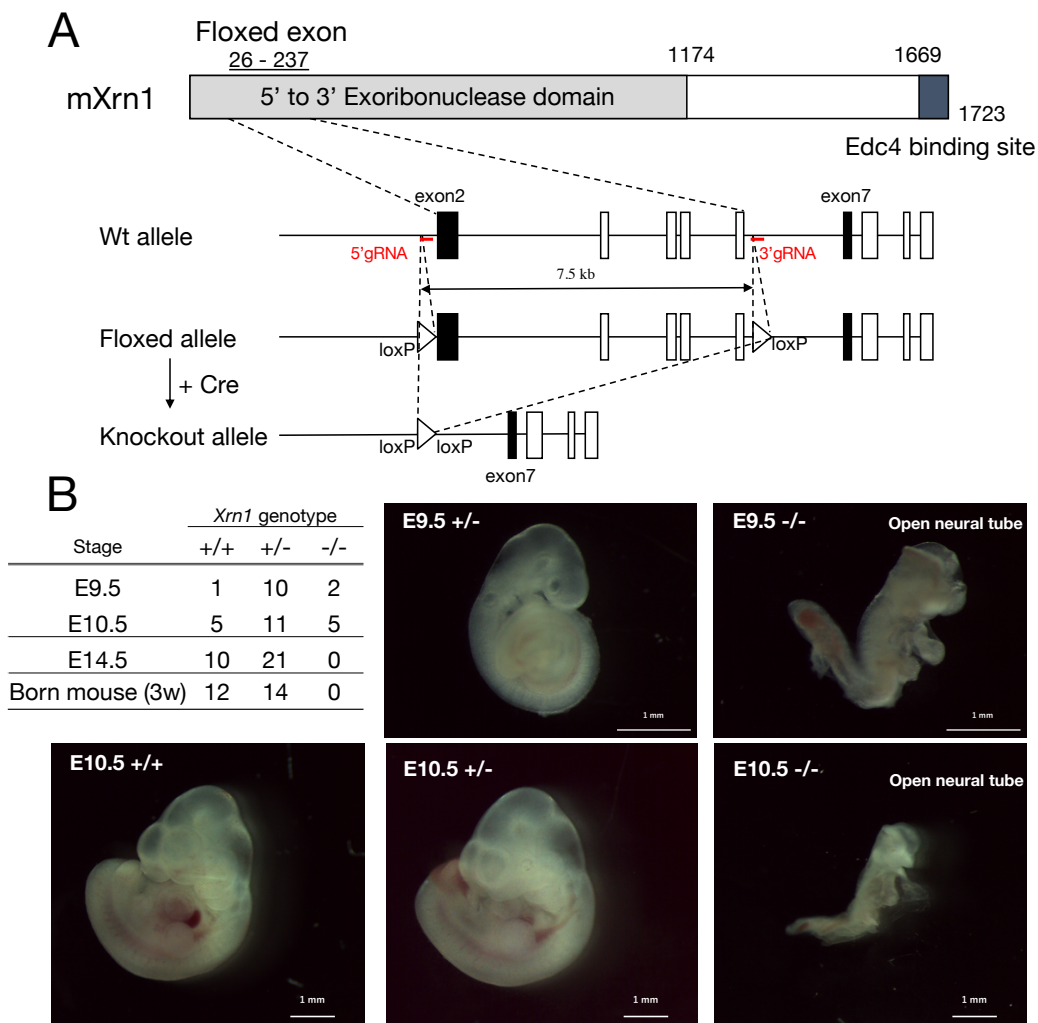 A
Floxed exon
26 - 237
1174
1669
mXrn1
5' to 3' Exoribonuclease domain
1723
Edc4 binding site
exon2
exon7
Wt allele
5'gRNA
3'gRNA
7.5 kb
Floxed allele
loxP
loxP
+ Cre
Knockout allele
loxP
loxP
exon7
B
Xrn1 genotype
Stage +/+ +/- -/-
E9.5 1 10 2
E10.5 5 11 5
E14.5 10 21 0
Born mouse (3w) 12 14 0
E9.5 +/-
1 mm
E9.5 -/-
Open neural tube
1 mm
E10.5 +/+
1 mm
E10.5 +/-
1 mm
E10.5 -/-
Open neural tube
1 mm